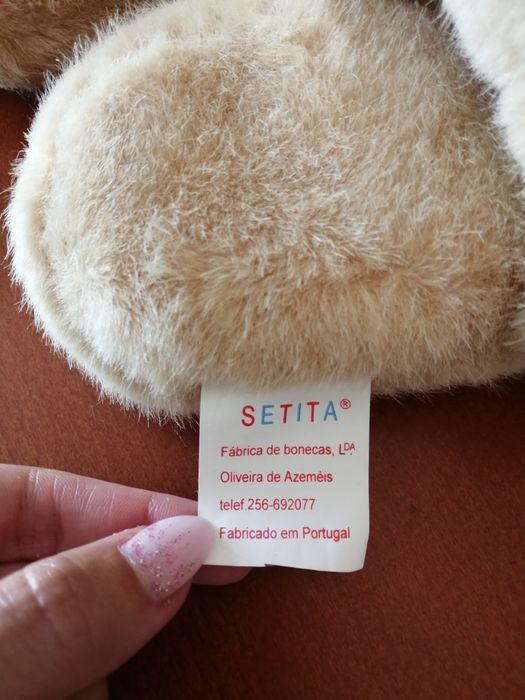 SETITA®
Fábrica de bonecas, LDA.
Oliveira de Azeméis
telef.256-692077
Fabricado em Portugal